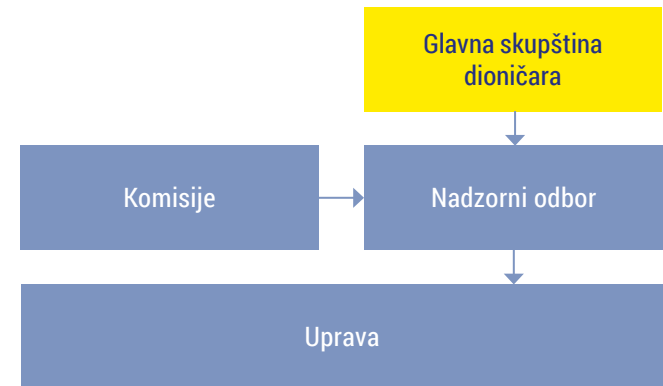 Glavna skupština
dioničara
Komisije
Nadzorni odbor
Uprava